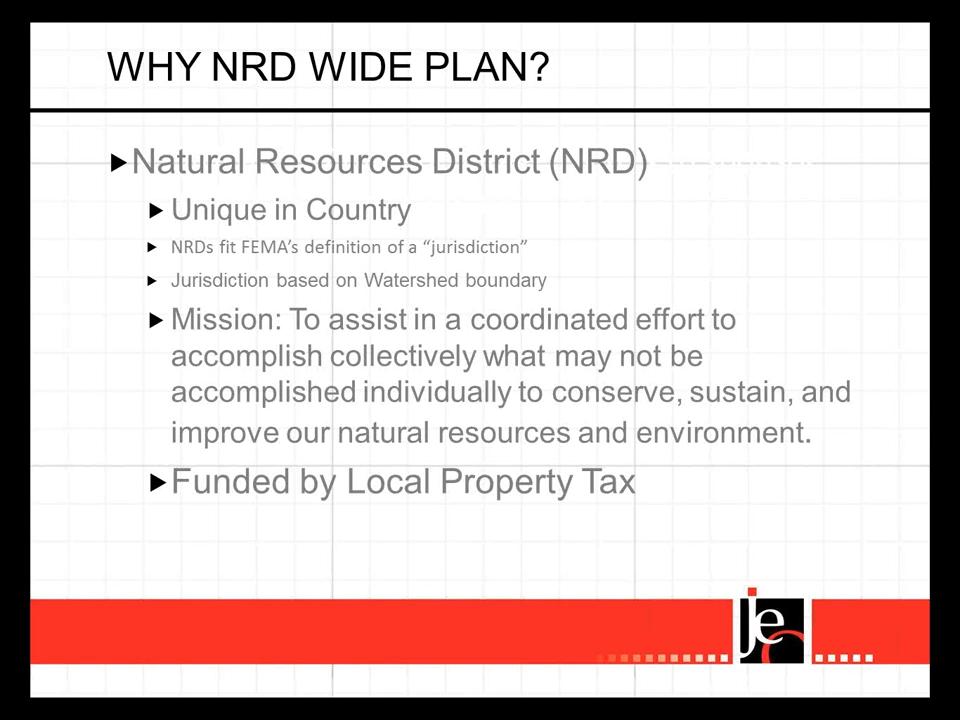 WHY NRD WIDE PLAN?
Natural Resources District (NRD)
Unique in Country
NRDs fit FEMA’s definition of a “jurisdiction”
Jurisdiction based on Watershed boundary
Mission: To assist in a coordinated effort to
accomplish collectively what may not be
accomplished individually to conserve, sustain, and
improve our natural resources and environment.
Funded by Local Property Tax
jeo